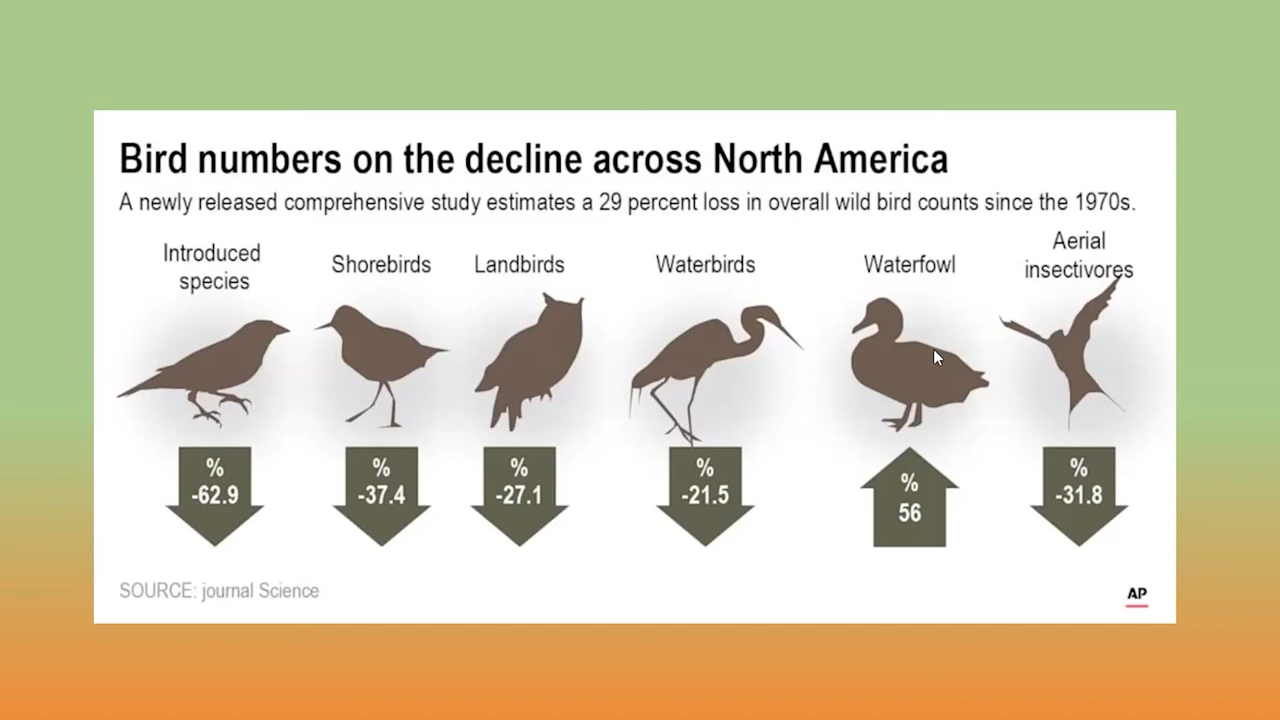 Bird numbers on the decline across North America
A newly released comprehensive study estimates a 29 percent loss in overall wild bird counts since the 1970s.
Introduced
species
Shorebirds
Landbirds
Waterbirds
Waterfowl
Aerial
insectivores
%
-62.9
%
-37.4
%
-27.1
%
-21.5
%
56
%
-31.8
SOURCE: journal Science
AP